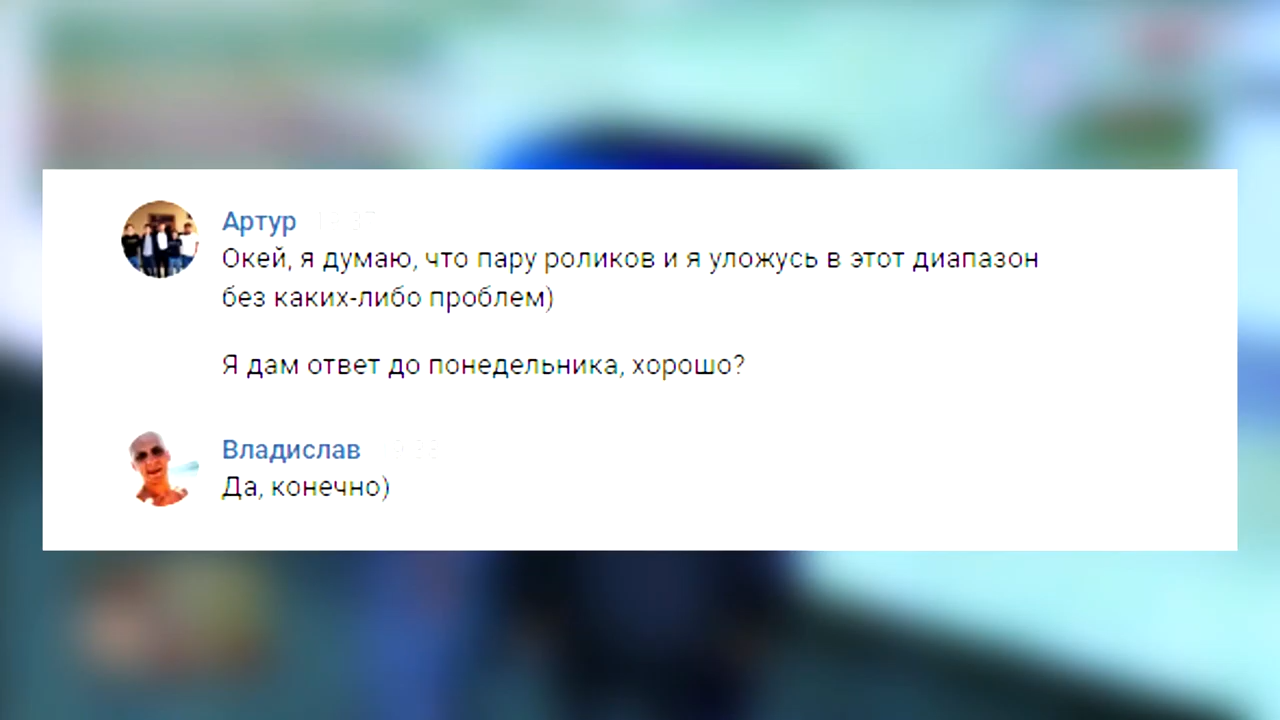 Артур
Окей, я думаю, что пару роликов и я уложусь в этот диапазон
без каких-либо проблем)
Я дам ответ до понедельника, хорошо?
Владислав
Да, конечно)